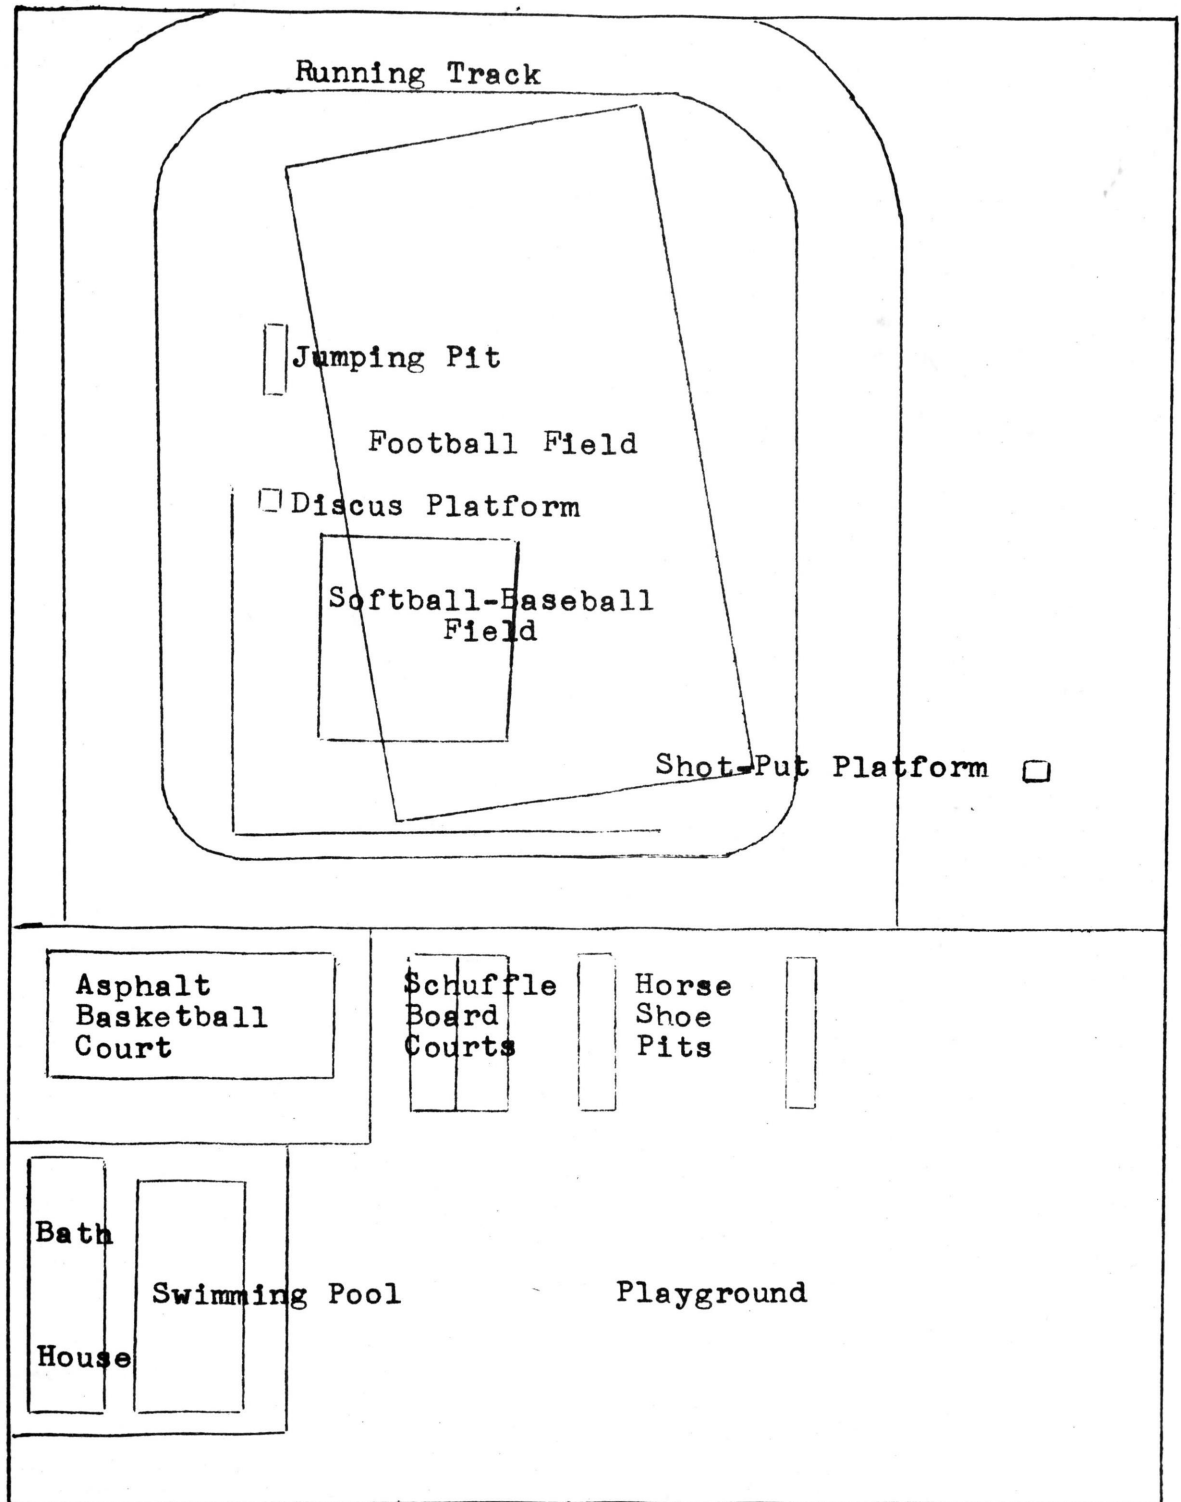 Running Track
Jumping Pit
Football Field
Discus Platform
Softball-Baseball
Field
Shot-Put Platform
Asphalt
Basketball
Court
Schuffle
Board
Courts
Horse
Shoe
Pits
Bath
House
Swimming Pool
Playground